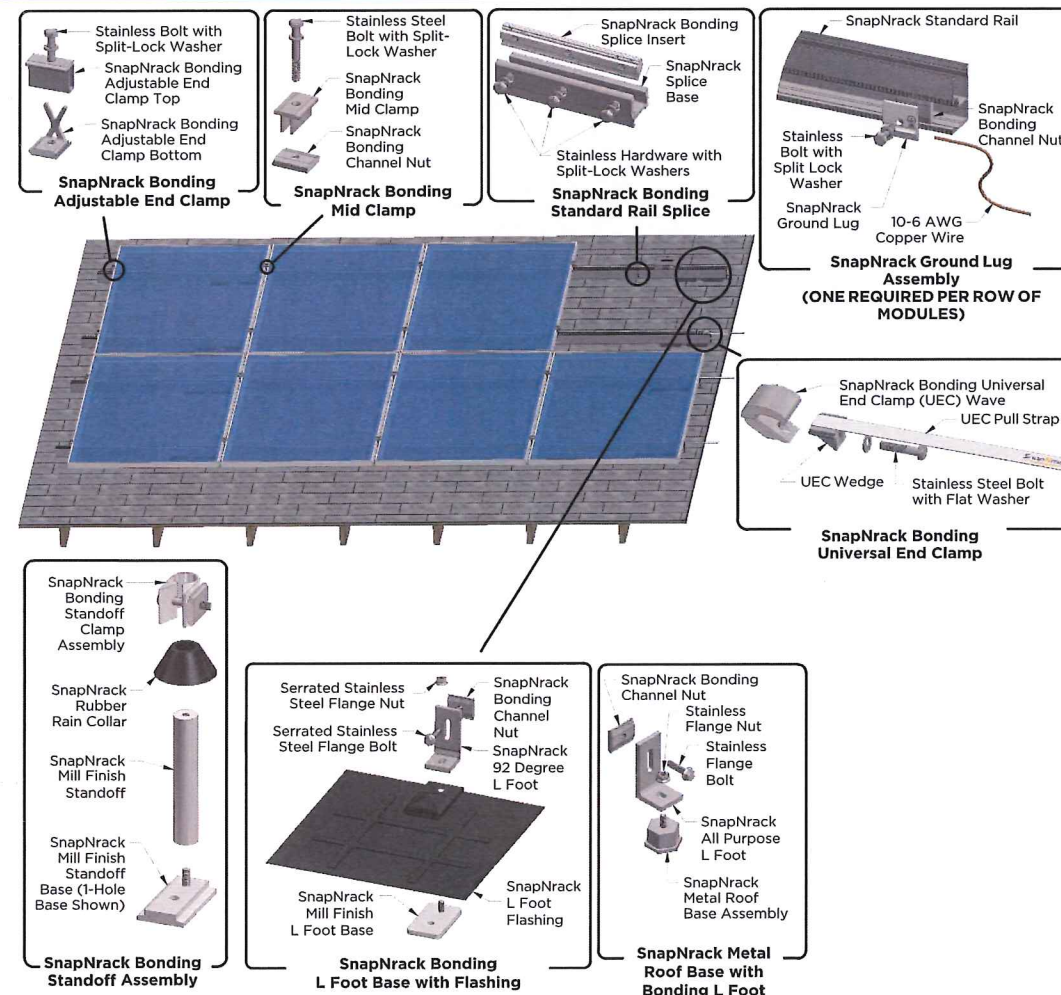 Stainless Bolt with
Split-Lock Washer
SnapNrack Bonding
Adjustable End
Clamp Top
SnapNrack Bonding
Adjustable End
Clamp Bottom
SnapNrack Bonding
Adjustable End Clamp
Stainless Steel
Bolt with Split-
Lock Washer
SnapNrack
Bonding
Mid Clamp
SnapNrack
Bonding
Channel Nut
SnapNrack Bonding
Mid Clamp
SnapNrack Bonding
Splice Insert
SnapNrack
Splice
Base
Stainless Hardware with
Split-Lock Washers
SnapNrack Bonding
Standard Rail Splice
SnapNrack Standard Rail
SnapNrack
Bonding
Channel Nut
Stainless
Bolt with
Split Lock
Washer
SnapNrack
Ground Lug
10-6 AWG
Copper Wire
SnapNrack Ground Lug
Assembly
(ONE REQUIRED PER ROW OF
MODULES)
SnapNrack Bonding Universal
End Clamp (UEC) Wave
UEC Pull Strap
UEC Wedge
Stainless Steel Bolt
with Flat Washer
SnapNrack Bonding
Universal End Clamp
SnapNrack
Bonding
Standoff
Clamp
Assembly
SnapNrack
Rubber
Rain Collar
SnapNrack
Mill Finish
Standoff
SnapNrack
Mill Finish
Standoff
Base (1-Hole
Base Shown)
SnapNrack Bonding
Standoff Assembly
Serrated Stainless
Steel Flange Nut
Serrated Stainless
Steel Flange Bolt
SnapNrack
Bonding
Channel
Nut
SnapNrack
92 Degree
L Foot
SnapNrack
Mill Finish
L Foot Base
SnapNrack
L Foot
Flashing
SnapNrack Bonding
L Foot Base with Flashing
SnapNrack Bonding
Channel Nut
Stainless
Flange Nut
Stainless
Flange
Bolt
SnapNrack
All Purpose
L Foot
SnapNrack
Metal Roof
Base Assembly
SnapNrack Metal
Roof Base with
Bonding L Foot